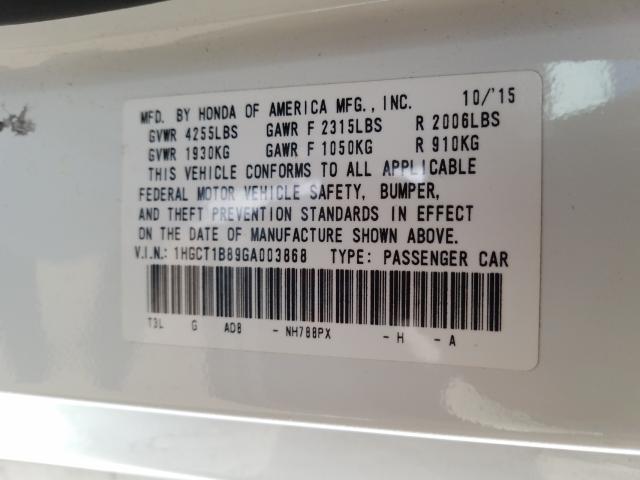 MFD. BY HONDA OF AMERICA MFG., INC. 10/'15
GVWR 4255LBS GAWR F 2315LBS R 2006LBS
GVWR 1930KG GAWR F 1050KG R 910KG
THIS VEHICLE CONFORMS TO ALL APPLICABLE
FEDERAL MOTOR VEHICLE SAFETY, BUMPER,
AND THEFT PREVENTION STANDARDS IN EFFECT
ON THE DATE OF MANUFACTURE SHOWN ABOVE.
V.I.N.: 1HGCT1B89GA003868 TYPE: PASSENGER CAR
T3L G AD8 - NH788PX - H - A